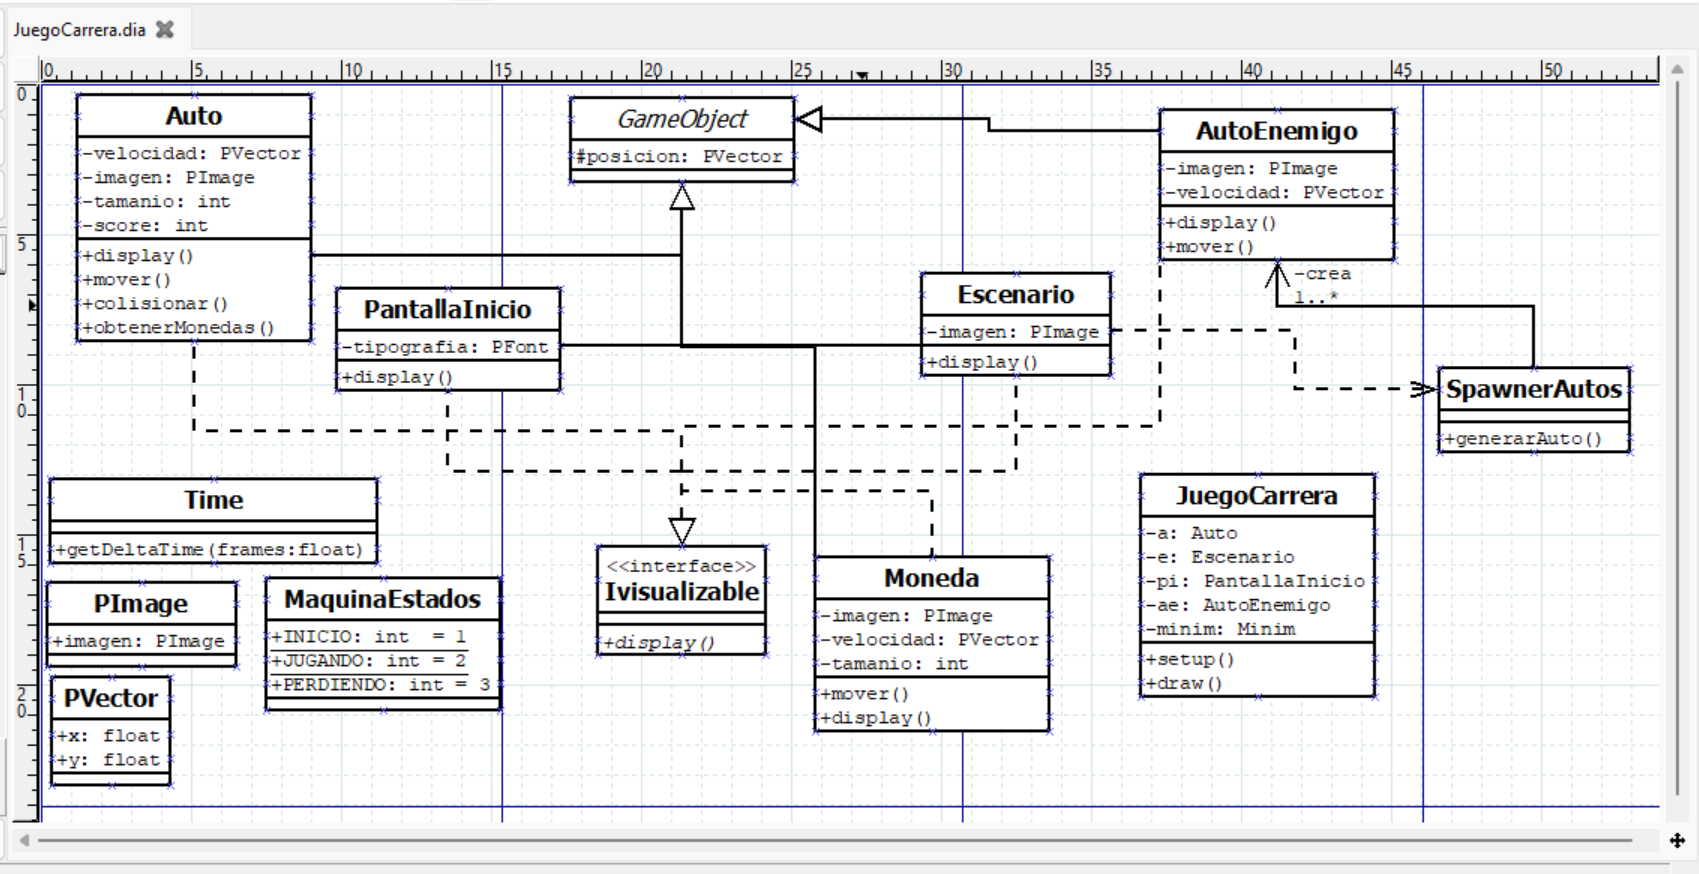 JuegoCarrera.dia
0 5 10 15 20 25 30 35 40 45 50
0
5
10
15
20
Auto
-velocidad: PVector
-imagen: PImage
-tamanio: int
-score: int
+display()
+mover()
+colisionar()
+obtenerMonedas()
GameObject
#posicion: PVector
AutoEnemigo
-imagen: PImage
-velocidad: PVector
+display()
+mover()
-crea
1..*
PantallaInicio
-tipografia: PFont
+display()
Escenario
-imagen: PImage
+display()
SpawnerAutos
+generarAuto()
Time
+getDeltaTime(frames:float)
PImage
+imagen: PImage
MaquinaEstados
+INICIO: int = 1
+JUGANDO: int = 2
+PERDIENDO: int = 3
PVector
+x: float
+y: float
<<interface>>
Ivisualizable
+display()
Moneda
-imagen: PImage
-velocidad: PVector
-tamanio: int
+mover()
+display()
JuegoCarrera
-a: Auto
-e: Escenario
-pi: PantallaInicio
-ae: AutoEnemigo
-minim: Minim
+setup()
+draw()